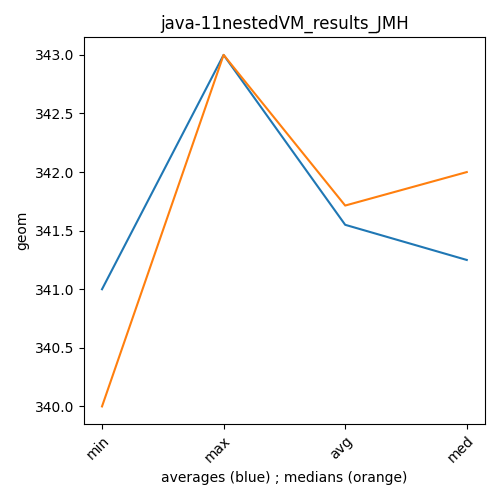 java-11nestedVM_results_JMH
geom
343.0
342.5
342.0
341.5
341.0
340.5
340.0
min
max
avg
med
averages (blue) ; medians (orange)